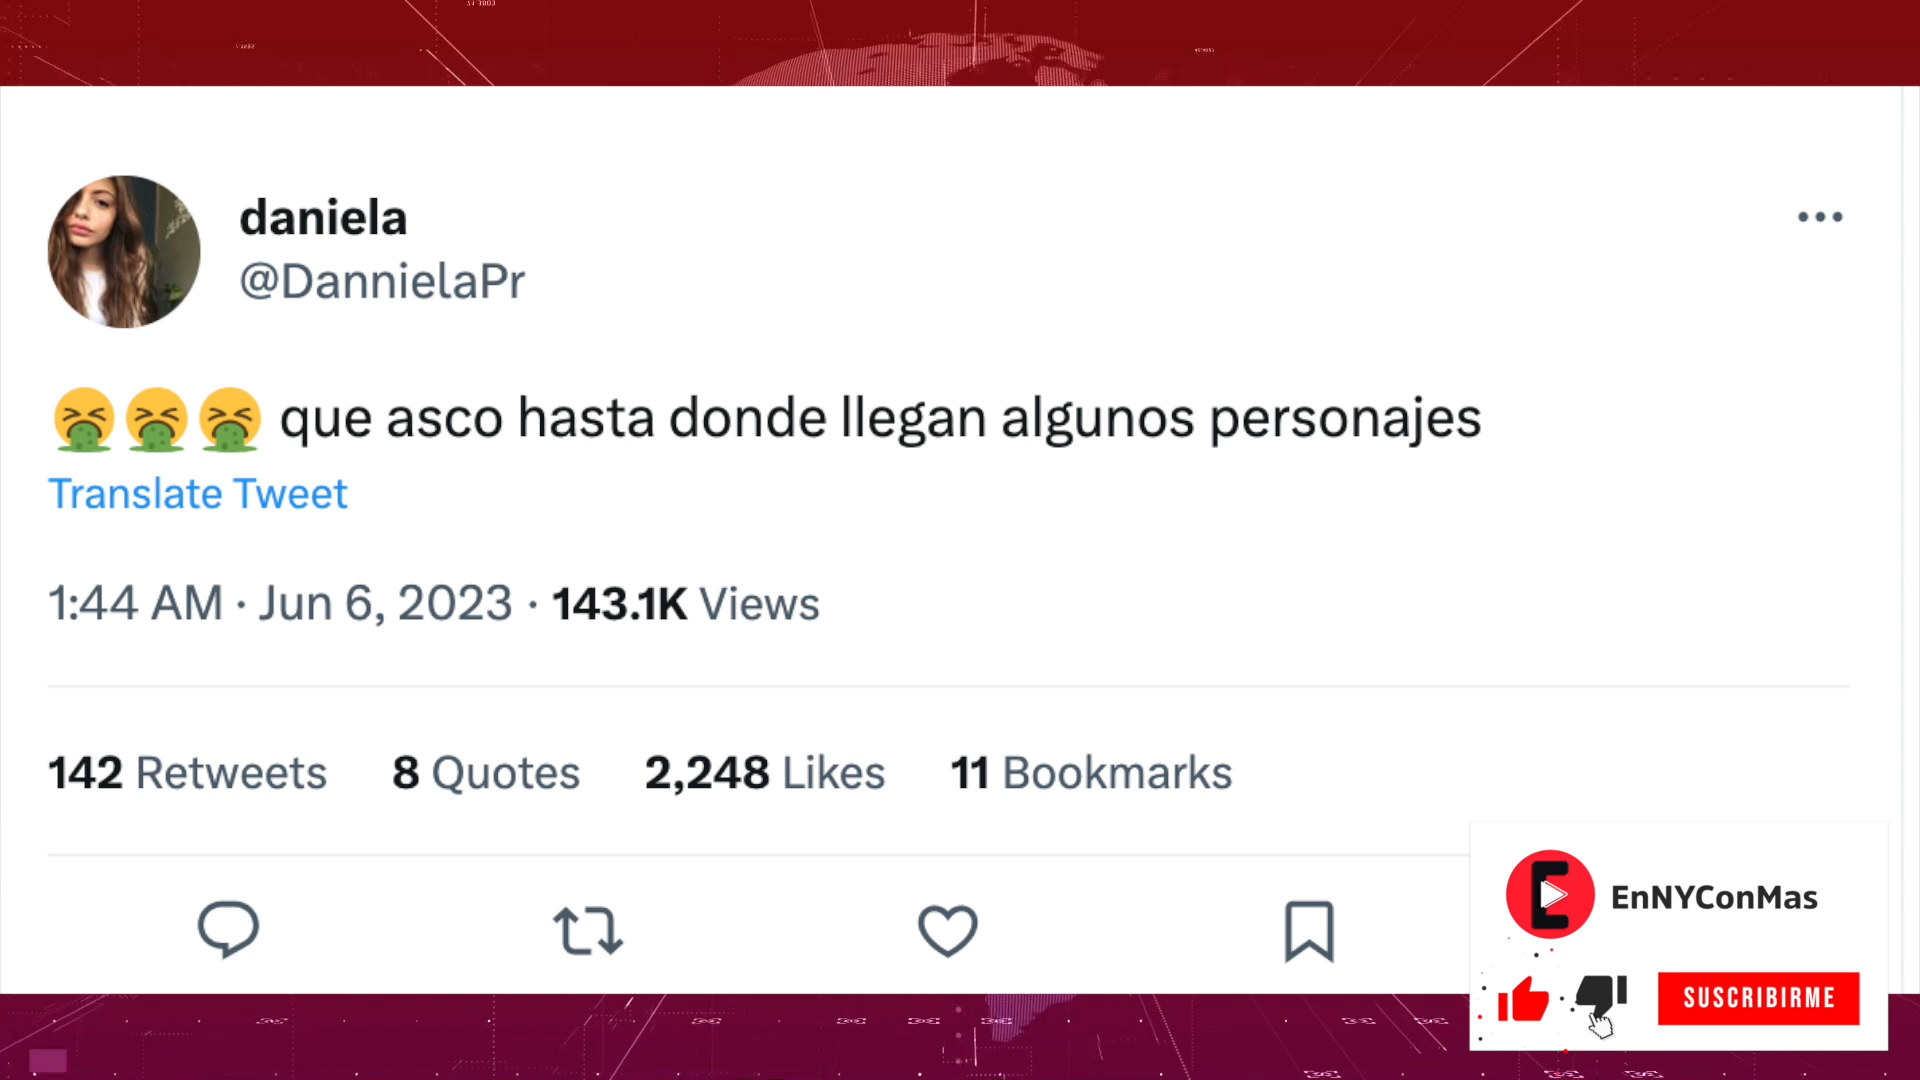 daniela
@DannielaPr
🤮🤮🤮 que asco hasta donde llegan algunos personajes
Translate Tweet
1:44 AM · Jun 6, 2023 · 143.1K Views
142 Retweets 8 Quotes 2,248 Likes 11 Bookmarks
EnNYConMas
SUSCRIBIRME